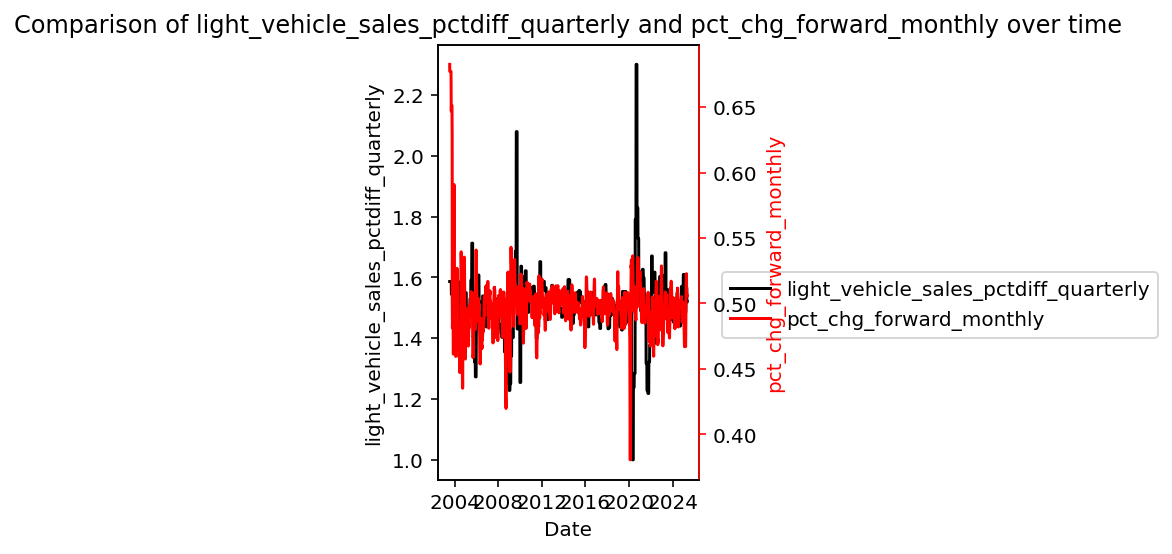 Comparison of light_vehicle_sales_pctdiff_quarterly and pct_chg_forward_monthly over time
light_vehicle_sales_pctdiff_quarterly
2.2
2.0
1.8
1.6
1.4
1.2
1.0
0.65
0.60
0.55
0.50
0.45
0.40
pct_chg_forward_monthly
light_vehicle_sales_pctdiff_quarterly
pct_chg_forward_monthly
2004 2008 2012 2016 2020 2024
Date